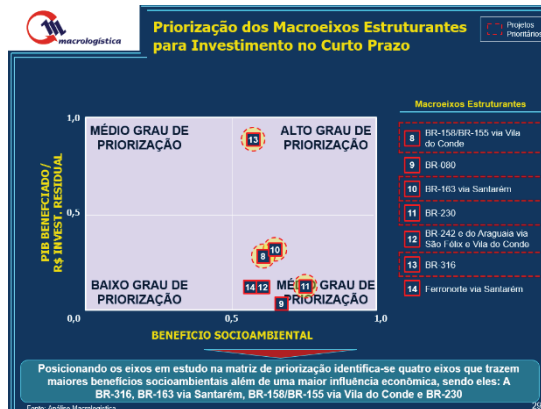 macrologística
Priorização dos Macroeixos Estruturantes
para Investimento no Curto Prazo
Projetos
Prioritários
PIB BENEFCIADO /
R$ INVEST. RESIDUAL
1,0
0,5
0,0
MÉDIO GRAU DE
PRIORIZAÇÃO
ALTO GRAU DE
PRIORIZAÇÃO
13
10
8
BAIXO GRAU DE
PRIORIZAÇÃO
14 12
MÉDIO GRAU DE
PRIORIZAÇÃO
11
9
0,5
1,0
BENEFICIO SOCIOAMBIENTAL
Macroeixos Estruturantes
8 BR-158/BR-155 via Vila
do Conde
9 BR-080
10 BR-163 via Santarém
11 BR-230
12 BR 242 e do Araguaia via
São Félix e Vila do Conde
13 BR-316
14 Ferronorte via Santarém
Posicionando os eixos em estudo na matriz de priorização identifica-se quatro eixos que trazem
maiores benefícios socioambientais além de uma maior influência econômica, sendo eles: A
BR-316, BR-163 via Santarém, BR-158/BR-155 via Vila do Conde e BR-230
Fonte: Análise Macrologística
29